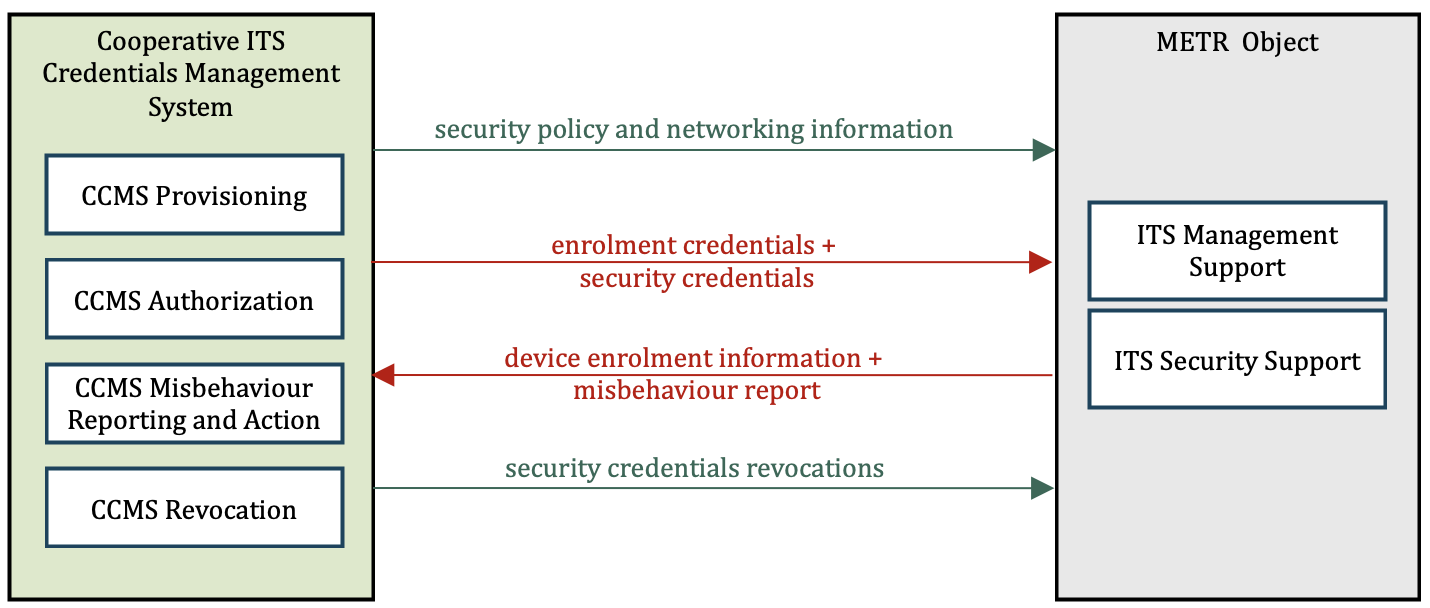 Cooperative ITS
Credentials Management
System
CCMS Provisioning
CCMS Authorization
CCMS Misbehaviour
Reporting and Action
CCMS Revocation
security policy and networking information
enrolment credentials +
security credentials
device enrolment information +
misbehaviour report
security credentials revocations
METR Object
ITS Management
Support
ITS Security Support